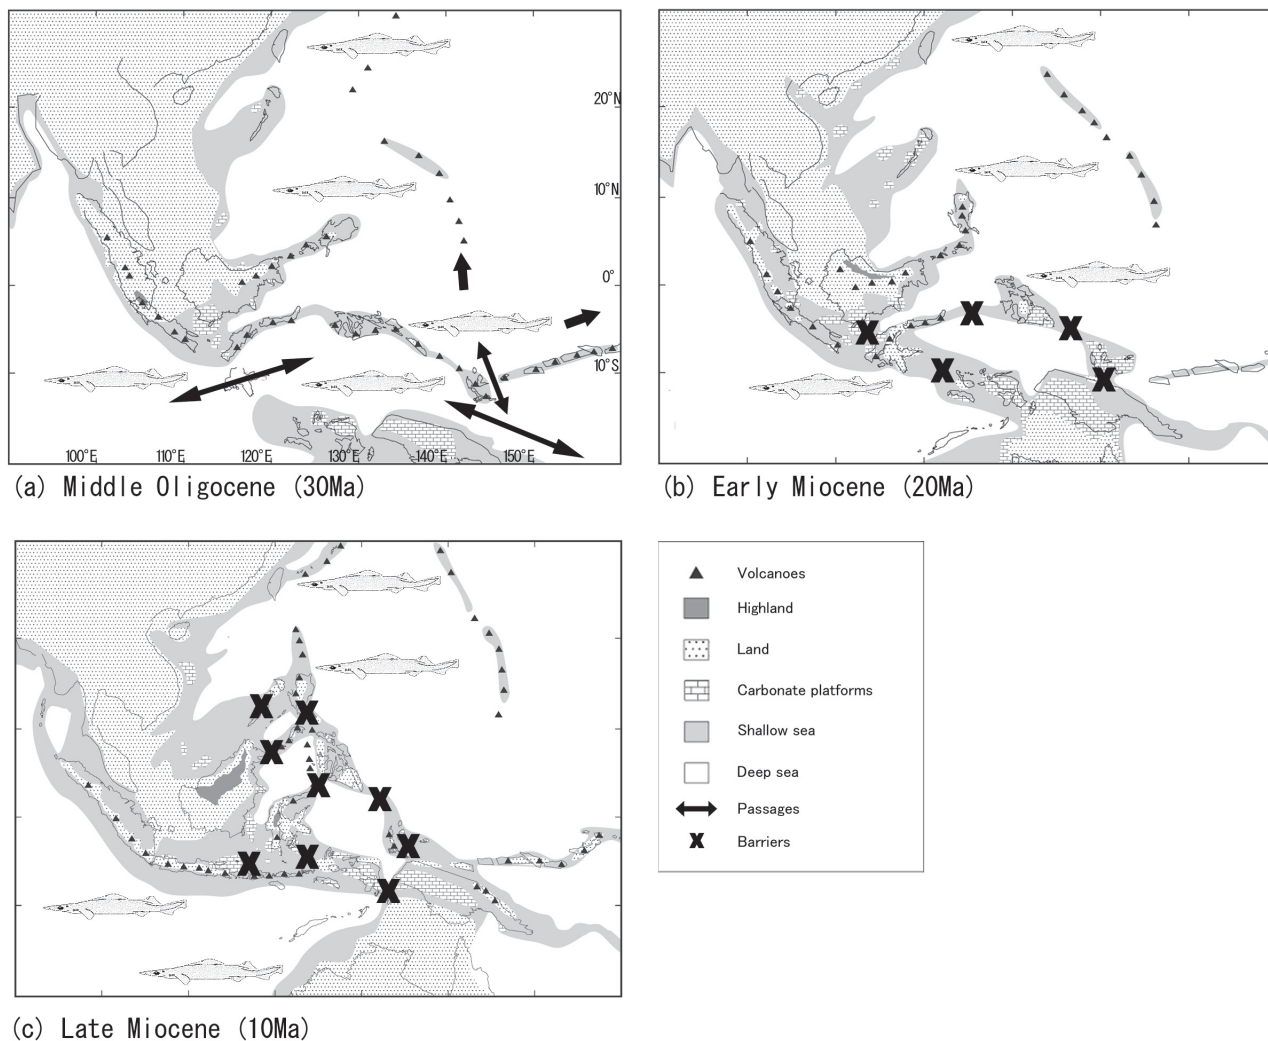 20°N
10°N
0°
10°S
100°E 110°E 120°E 130°E 140°E 150°E
(a) Middle Oligocene (30Ma)
(b) Early Miocene (20Ma)
(c) Late Miocene (10Ma)
Volcanoes
Highland
Land
Carbonate platforms
Shallow sea
Deep sea
Passages
X Barriers